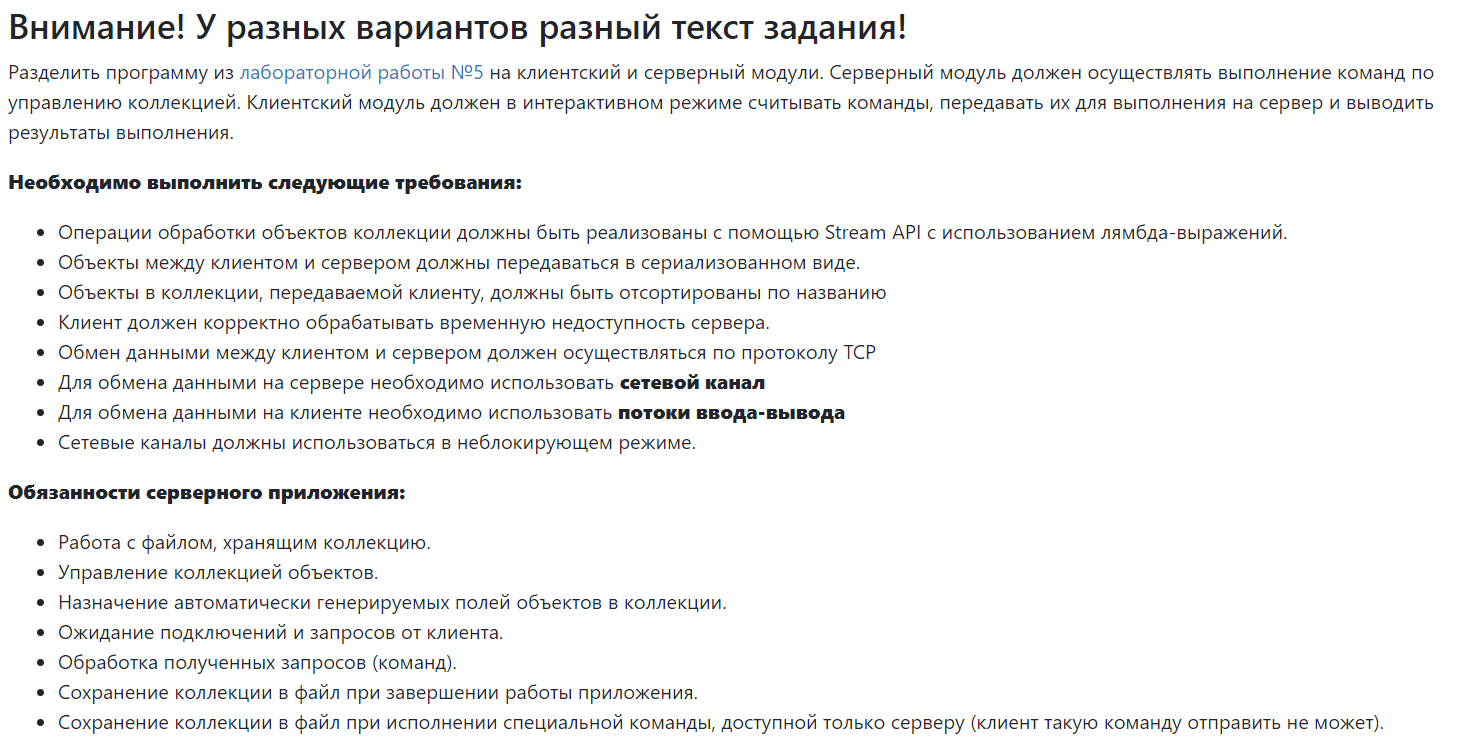 Внимание! У разных вариантов разный текст задания!
Разделить программу из лабораторной работы №5 на клиентский и серверный модули. Серверный модуль должен осуществлять выполнение команд по
управлению коллекцией. Клиентский модуль должен в интерактивном режиме считывать команды, передавать их для выполнения на сервер и выводить
результаты выполнения.
Необходимо выполнить следующие требования:
• Операции обработки объектов коллекции должны быть реализованы с помощью Stream API с использованием лямбда-выражений.
• Объекты между клиентом и сервером должны передаваться в сериализованном виде.
• Объекты в коллекции, передаваемой клиенту, должны быть отсортированы по названию
• Клиент должен корректно обрабатывать временную недоступность сервера.
• Обмен данными между клиентом и сервером должен осуществляться по протоколу TCP
• Для обмена данными на сервере необходимо использовать сетевой канал
• Для обмена данными на клиенте необходимо использовать потоки ввода-вывода
• Сетевые каналы должны использоваться в неблокирующем режиме.
Обязанности серверного приложения:
• Работа с файлом, хранящим коллекцию.
• Управление коллекцией объектов.
• Назначение автоматически генерируемых полей объектов в коллекции.
• Ожидание подключений и запросов от клиента.
• Обработка полученных запросов (команд).
• Сохранение коллекции в файл при завершении работы приложения.
• Сохранение коллекции в файл при исполнении специальной команды, доступной только серверу (клиент такую команду отправить не может).